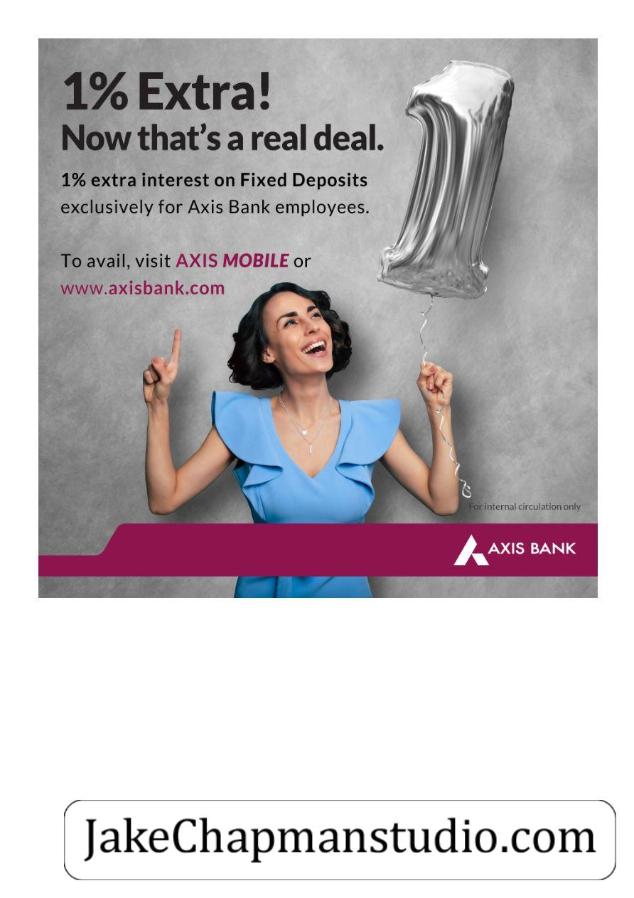 1% Extra!
Now that's a real deal.
1% extra interest on Fixed Deposits
exclusively for Axis Bank employees.
To avail, visit AXIS MOBILE or
www.axisbank.com
For internal circulation only
AXIS BANK
JakeChapmanstudio.com